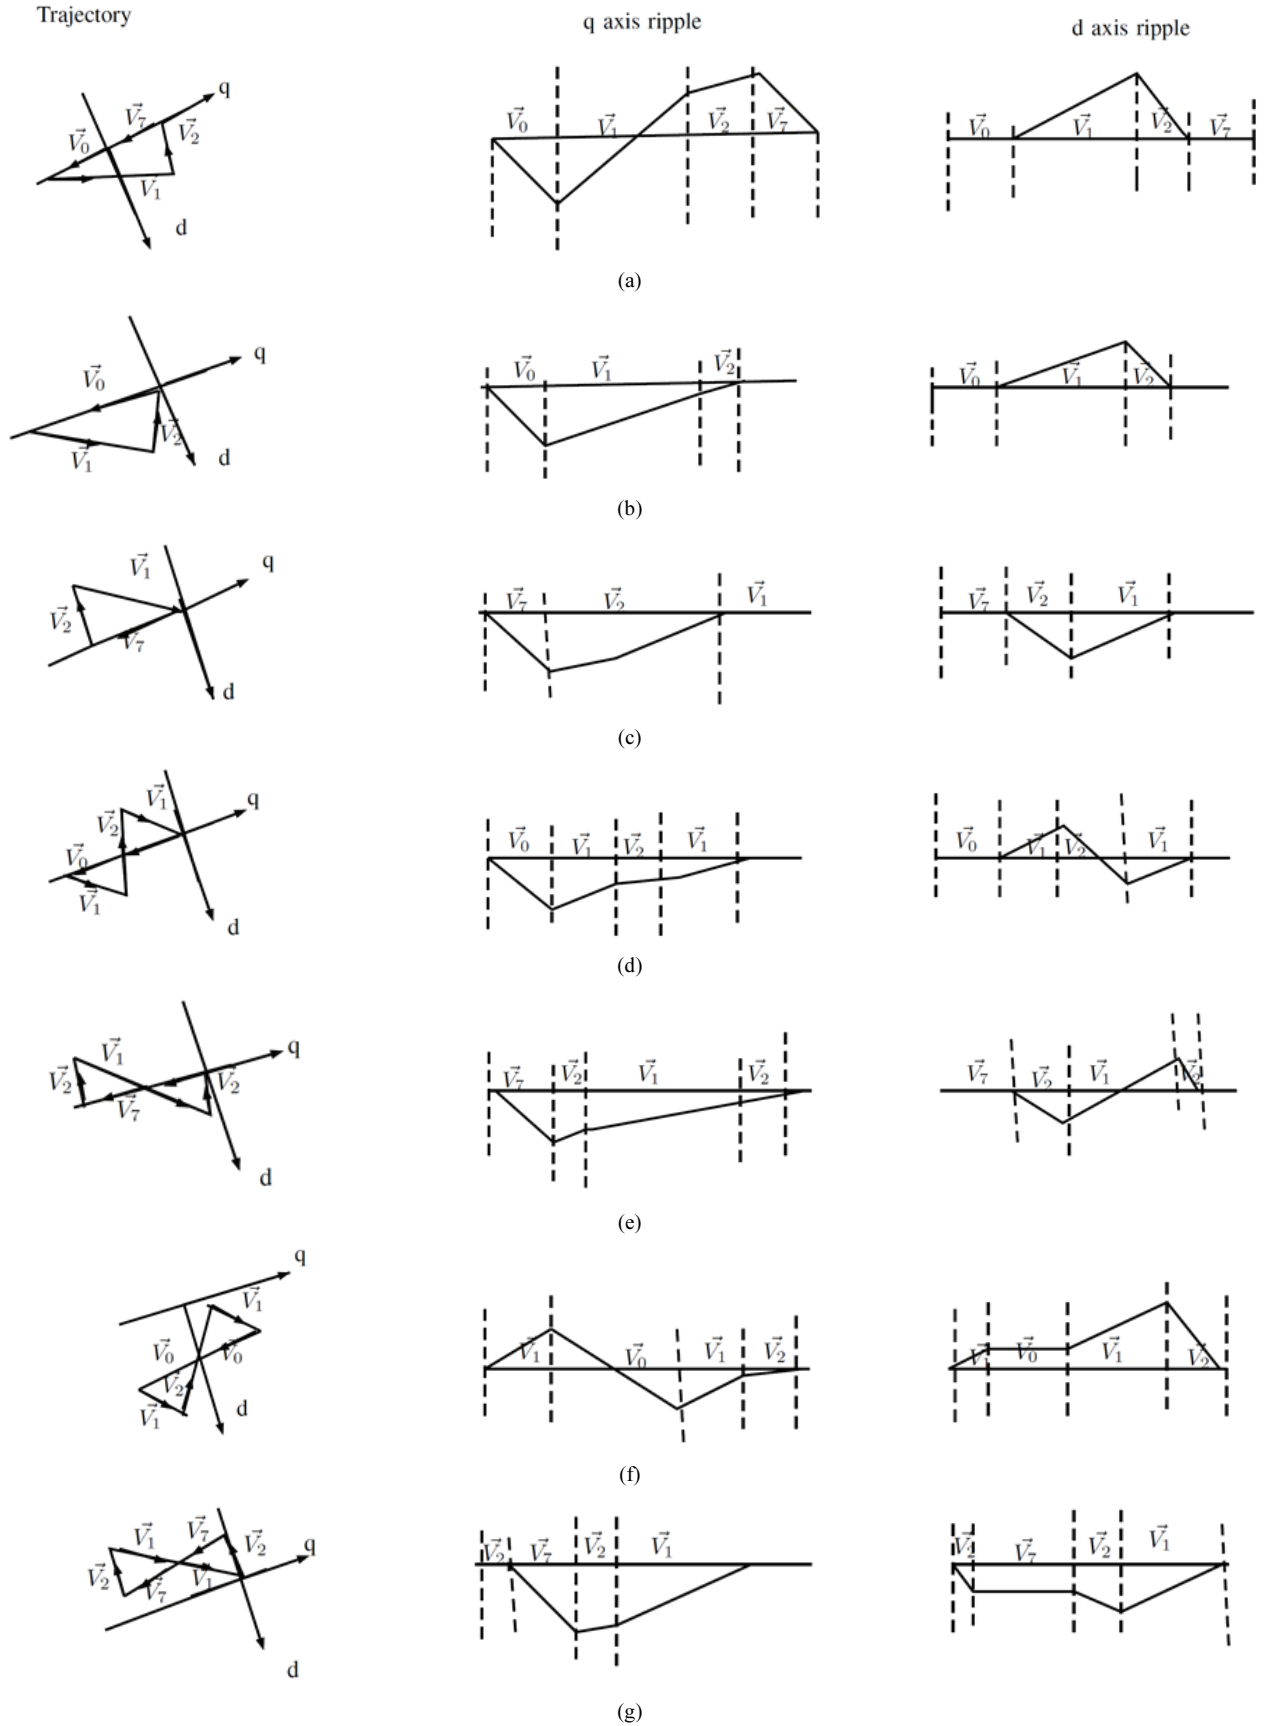 Trajectory q axis ripple d axis ripple
q
V⃗7 V⃗2
V⃗0
V⃗1
d
V⃗0 V⃗1 V⃗2 V⃗7
V⃗0 V⃗1 V⃗2 V⃗7
(a)
q
V⃗0
V⃗2
V⃗1 d
V⃗0 V⃗1 V⃗2
V⃗0 V⃗1 V⃗2
(b)
V⃗1 q
V⃗2
V⃗7
d
V⃗7 V⃗2 V⃗1
V⃗7 V⃗2 V⃗1
(c)
V⃗1 q
V⃗2
V⃗0
V⃗1
d
V⃗0 V⃗1 V⃗2 V⃗1
V⃗0 V⃗1 V⃗2 V⃗1
(d)
V⃗1 q
V⃗2 V⃗2
V⃗7
d
V⃗7 V⃗2 V⃗1 V⃗2
V⃗7 V⃗2 V⃗1 V⃗2
(e)
q
V⃗1
V⃗0 V⃗0
V⃗2
V⃗1 d
V⃗1 V⃗0 V⃗1 V⃗2
V⃗1 V⃗0 V⃗1 V⃗2
(f)
V⃗1 V⃗7 V⃗2 q
V⃗2 V⃗7 V⃗1
d
V⃗2 V⃗7 V⃗2 V⃗1
V⃗2 V⃗7 V⃗2 V⃗1
(g)